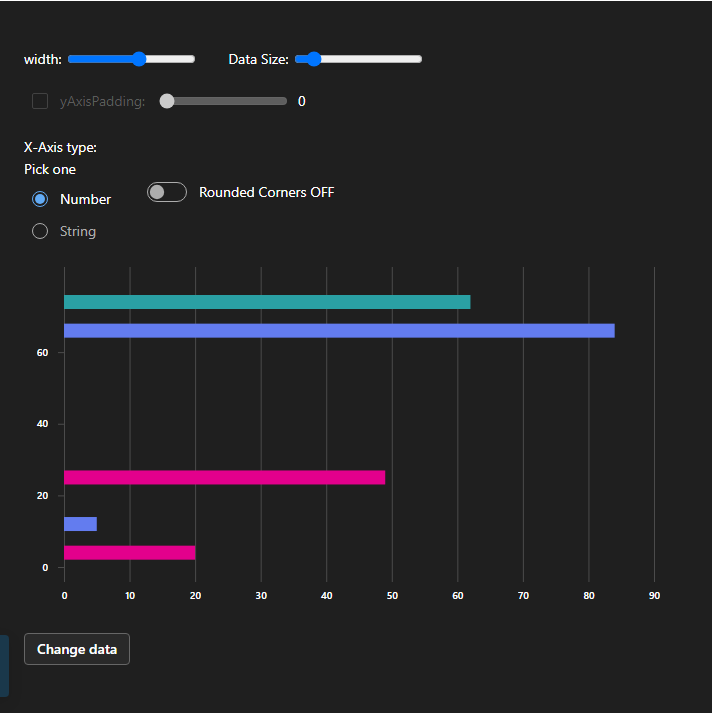 width: Data Size:
yAxisPadding: 0
X-Axis type:
Pick one
Number Rounded Corners OFF
String
60
40
20
0
0 10 20 30 40 50 60 70 80 90
Change data